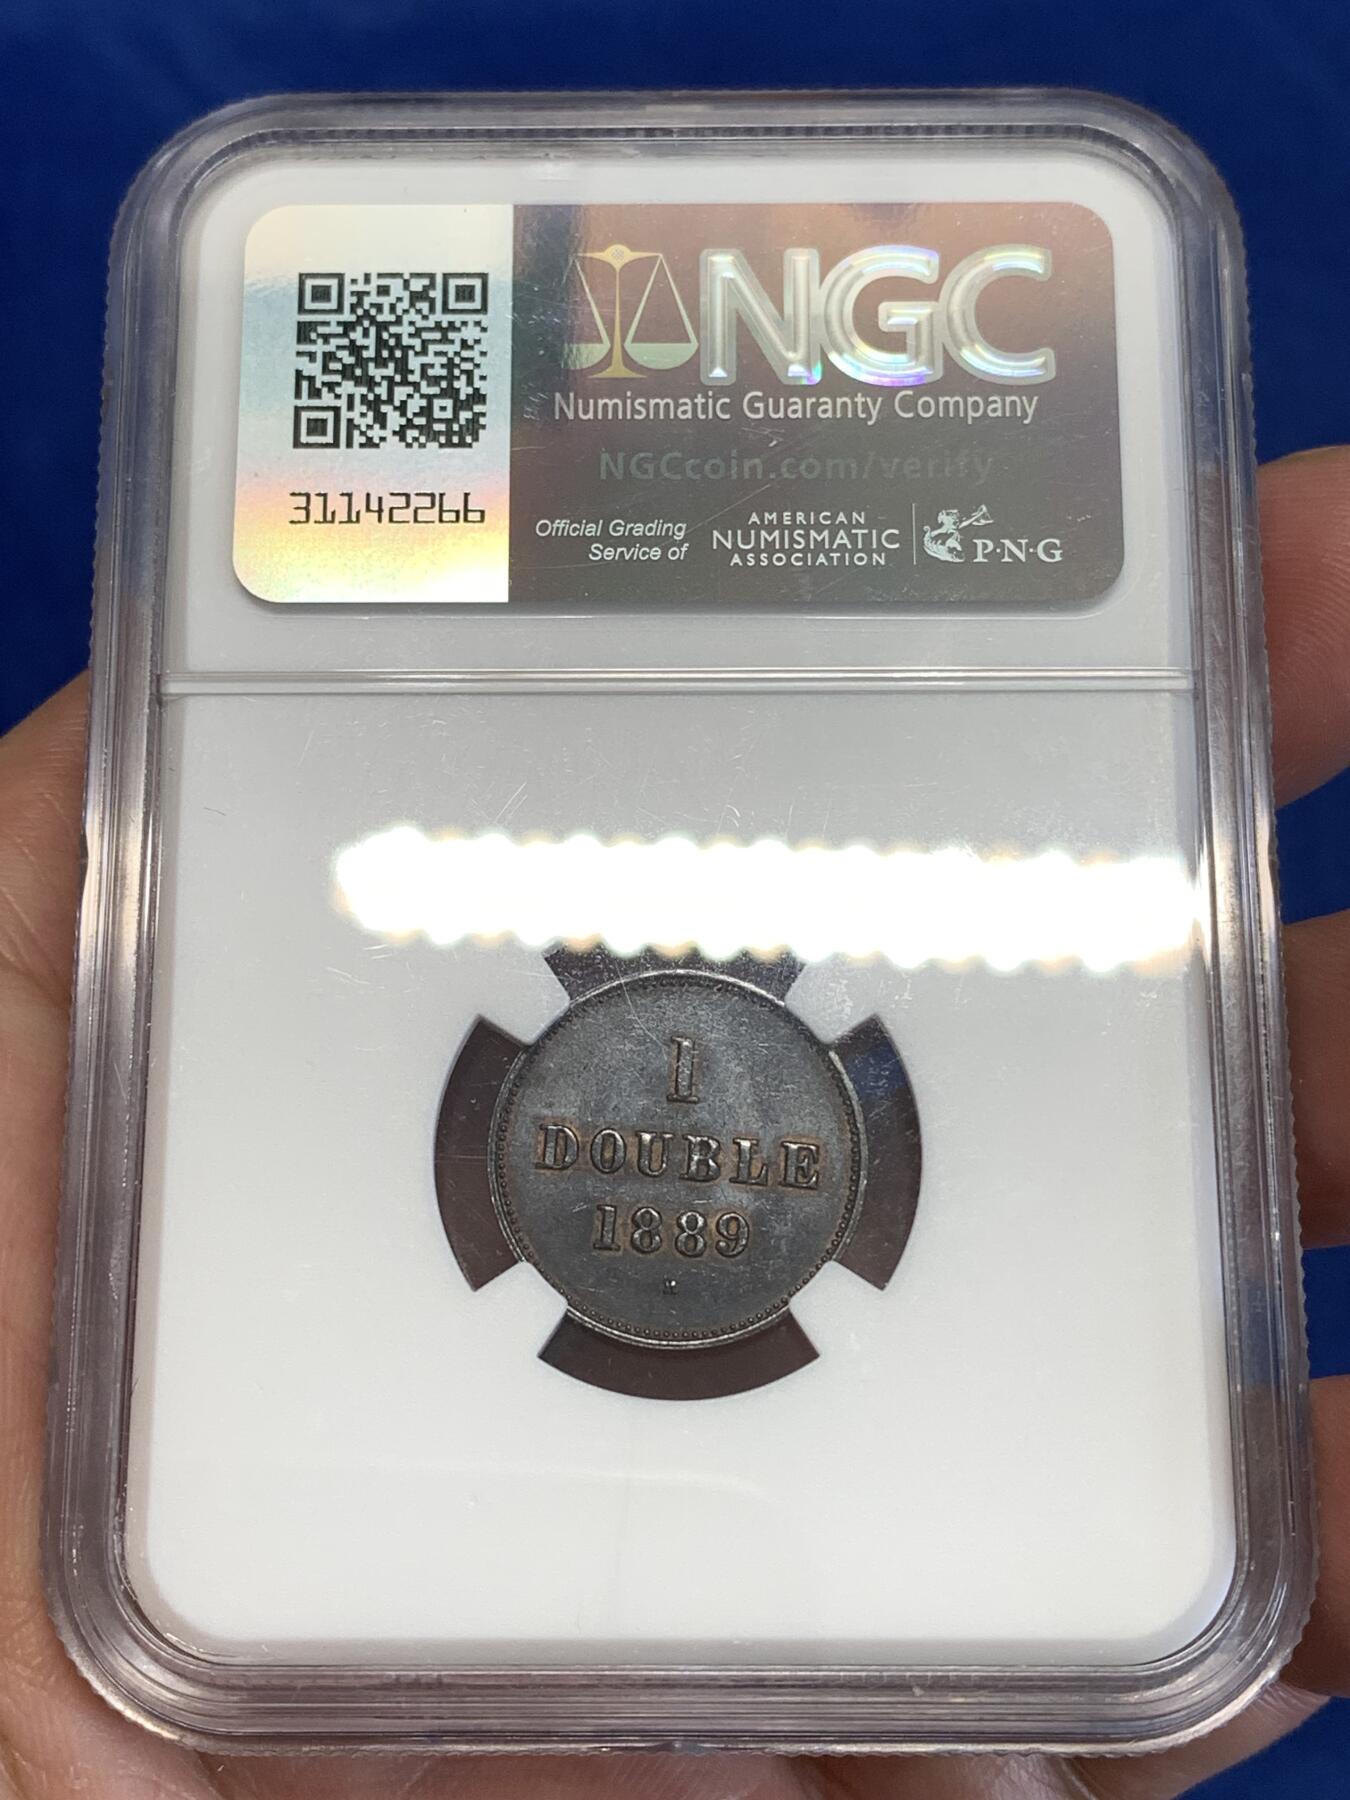 NGC
Numismatic Guaranty Company
NGCcoin.com/verify
31142266
Official Grading
Service of
AMERICAN
NUMISMATIC
ASSOCIATION
P·N·G
1
DOUBLE
1889
H